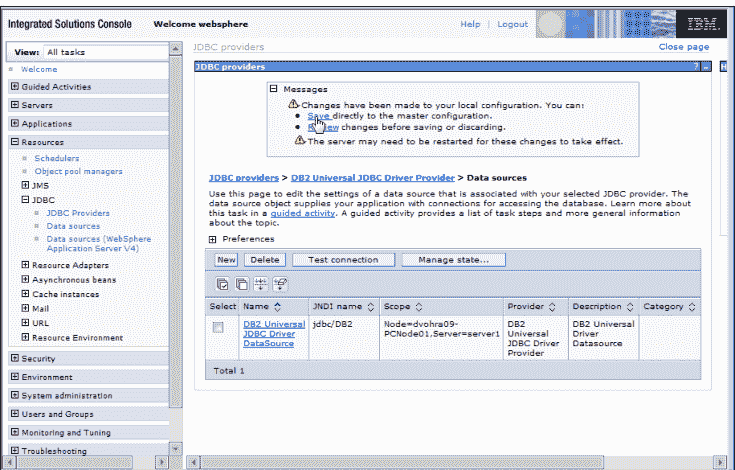 Integrated Solutions Console Welcome websphere Help | Logout IBM.
View: All tasks
Welcome
Guided Activities
Servers
Applications
Resources
Schedulers
Object pool managers
JMS
JDBC
JDBC Providers
Data sources
Data sources (WebSphere
Application Server V4)
Resource Adapters
Asynchronous beans
Cache instances
Mail
URL
Resource Environment
Security
Environment
System administration
Users and Groups
Monitoring and Tuning
Troubleshooting
JDBC providers Close page
JDBC providers ? -
Messages
Changes have been made to your local configuration. You can:
Save directly to the master configuration.
Review changes before saving or discarding.
The server may need to be restarted for these changes to take effect.
JDBC providers > DB2 Universal JDBC Driver Provider > Data sources
Use this page to edit the settings of a data source that is associated with your selected JDBC provider. The
data source object supplies your application with connections for accessing the database. Learn more about
this task in a guided activity. A guided activity provides a list of task steps and more general information
about the topic.
Preferences
New Delete Test connection Manage state...
Select Name JNDI name Scope Provider Description Category
DB2 Universal
JDBC Driver
DataSource
jdbc/DB2
Node=dvohra09-
PCNode01,Server=server1
DB2
Universal
JDBC Driver
Provider
DB2 Universal
Driver
Datasource
Total 1